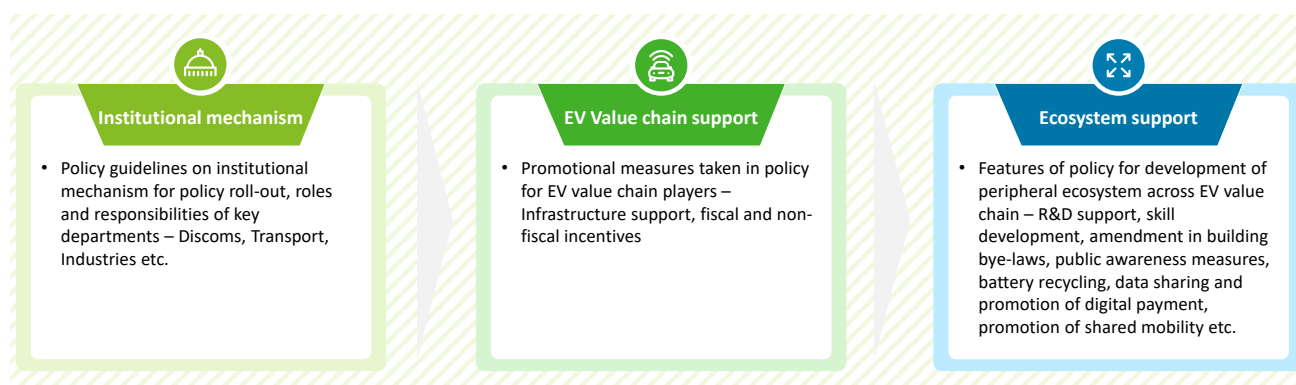 Institutional mechanism
• Policy guidelines on institutional
mechanism for policy roll-out, roles
and responsibilities of key
departments – Discoms, Transport,
Industries etc.
EV Value chain support
• Promotional measures taken in policy
for EV value chain players –
Infrastructure support, fiscal and non-
fiscal incentives
Ecosystem support
• Features of policy for development of
peripheral ecosystem across EV value
chain – R&D support, skill
development, amendment in building
bye-laws, public awareness measures,
battery recycling, data sharing and
promotion of digital payment,
promotion of shared mobility etc.